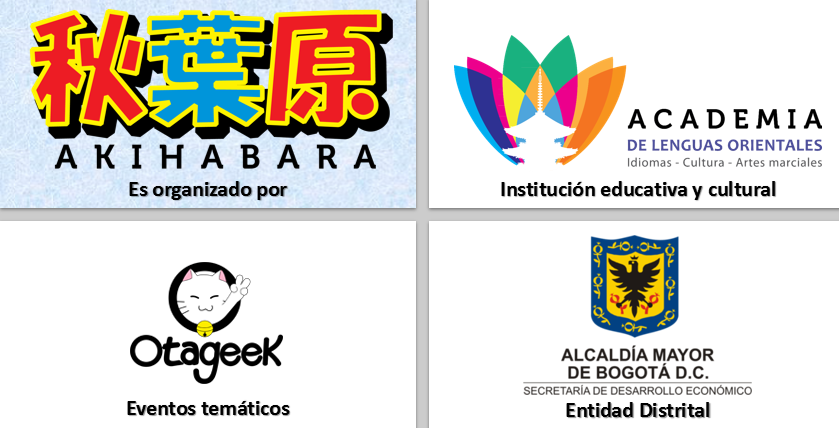 秋葉原
AKIHABARA
Es organizado por
ACADEMIA
DE LENGUAS ORIENTALES
Idiomas - Cultura - Artes marciales
Institución educativa y cultural
Otageek
Eventos temáticos
ALCALDÍA MAYOR
DE BOGOTÁ D.C.
SECRETARÍA DE DESARROLLO ECONÓMICO
Entidad Distrital